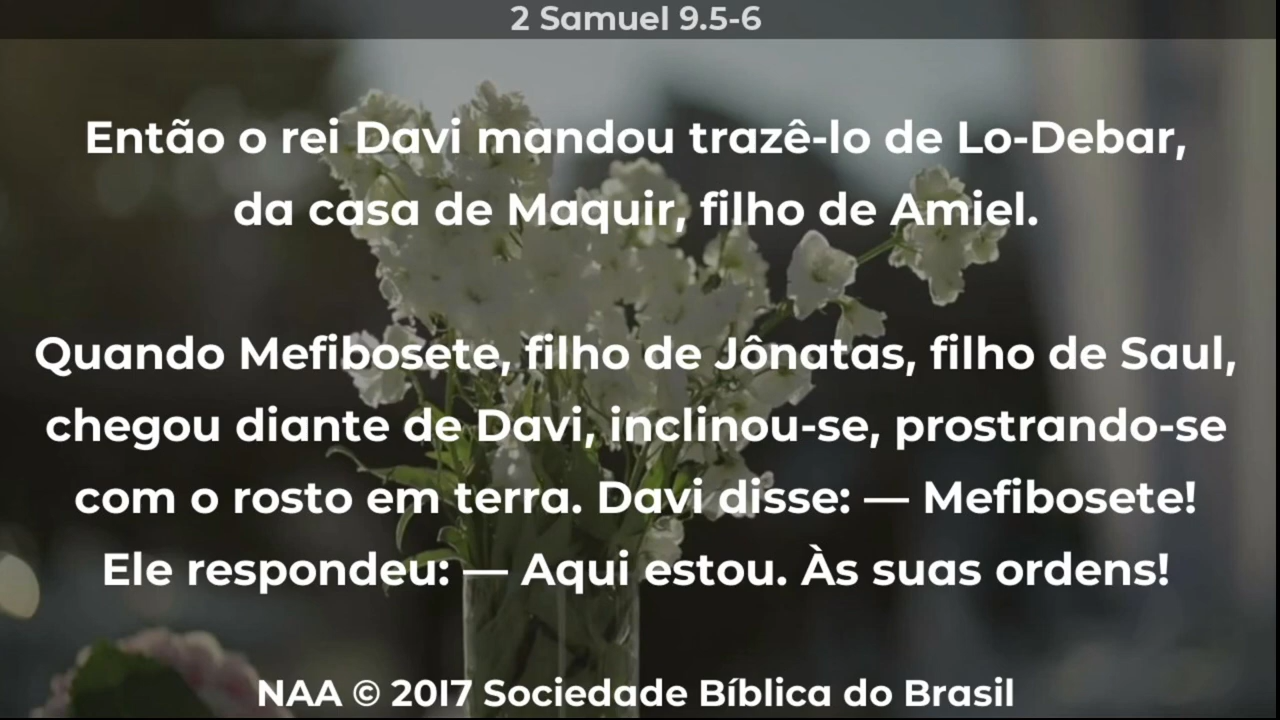 2 Samuel 9.5-6
Então o rei Davi mandou trazê-lo de Lo-Debar,
da casa de Maquir, filho de Amiel.
Quando Mefibosete, filho de Jônatas, filho de Saul,
chegou diante de Davi, inclinou-se, prostrando-se
com o rosto em terra. Davi disse: — Mefibosete!
Ele respondeu: — Aqui estou. Às suas ordens!
NAA © 2017 Sociedade Bíblica do Brasil